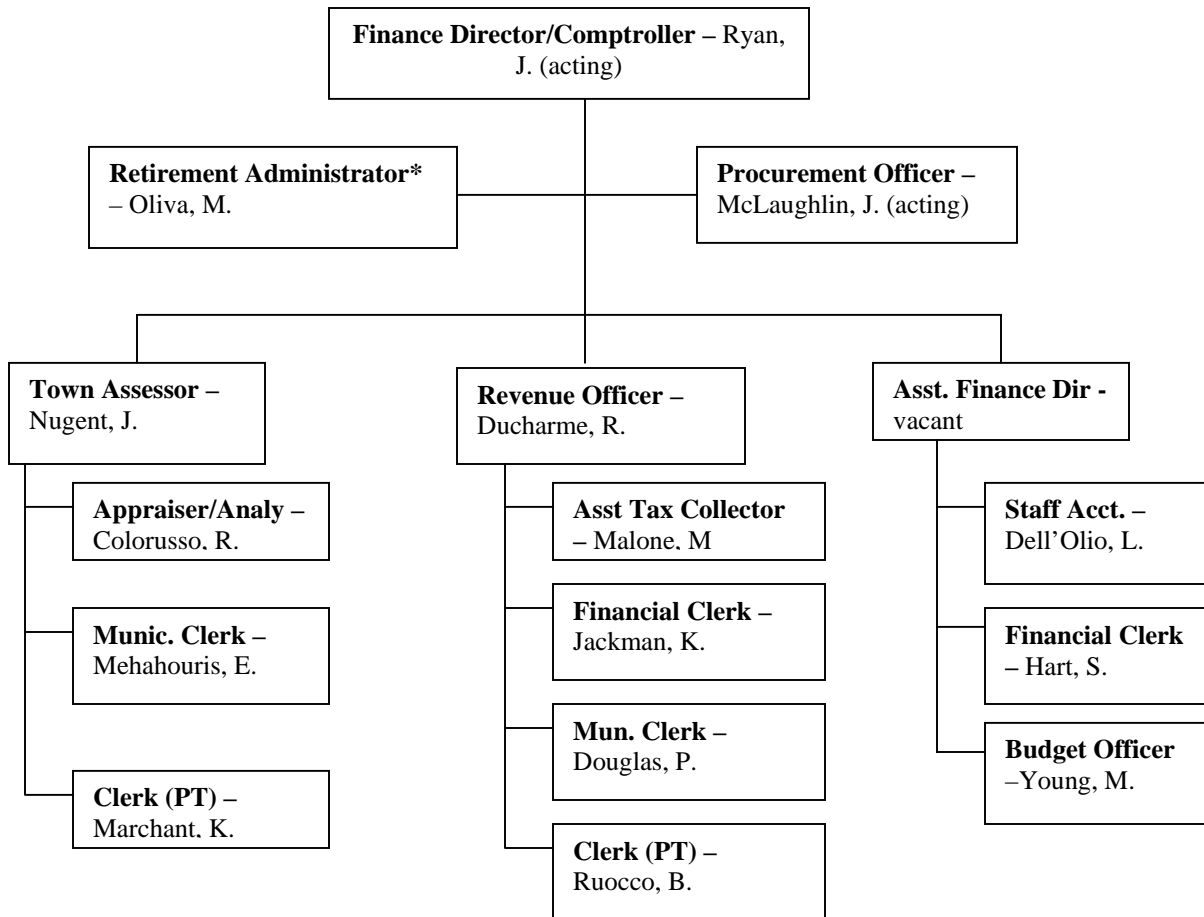 Finance Director/Comptroller – Ryan,
J. (acting)
Retirement Administrator*
– Oliva, M.
Procurement Officer –
McLaughlin, J. (acting)
Town Assessor –
Nugent, J.
Revenue Officer –
Ducharme, R.
Asst. Finance Dir -
vacant
Appraiser/Analy –
Colorusso, R.
Munic. Clerk –
Mehahouris, E.
Clerk (PT) –
Marchant, K.
Asst Tax Collector
– Malone, M
Financial Clerk –
Jackman, K.
Mun. Clerk –
Douglas, P.
Clerk (PT) –
Ruocco, B.
Staff Acct. –
Dell’Olio, L.
Financial Clerk
– Hart, S.
Budget Officer
–Young, M.